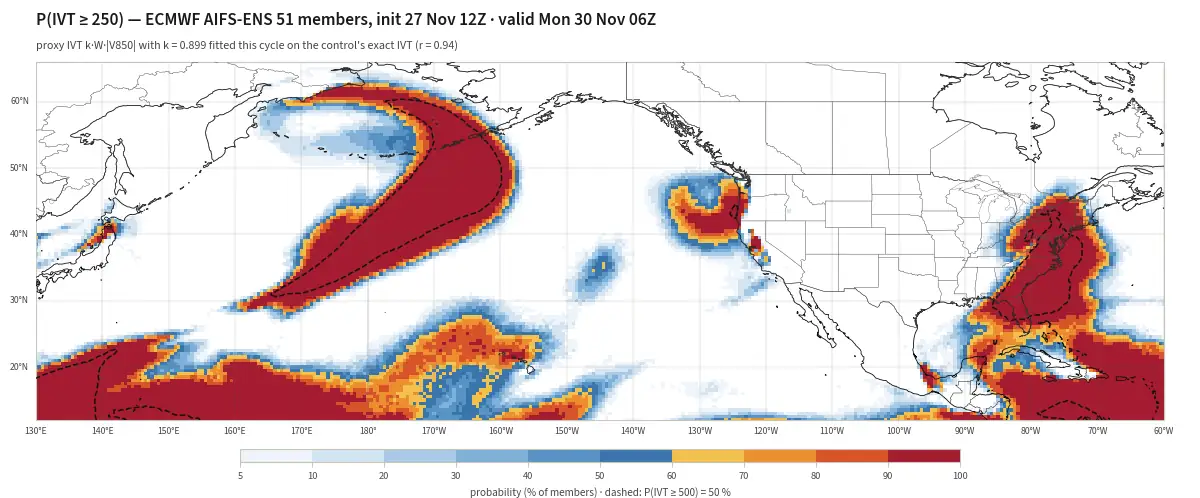 P(IVT ≥ 250) — ECMWF AIFS-ENS 51 members, init 27 Nov 12Z · valid Mon 30 Nov 06Z
proxy IVT k·W·|V850| with k = 0.899 fitted this cycle on the control's exact IVT (r = 0.94)
60°N
50°N
40°N
30°N
20°N
130°E 140°E 150°E 160°E 170°E 180° 170°W 160°W 150°W 140°W 130°W 120°W 110°W 100°W 90°W 80°W 70°W 60°W
5 10 20 30 40 50 60 70 80 90 100
probability (% of members) · dashed: P(IVT ≥ 500) = 50 %